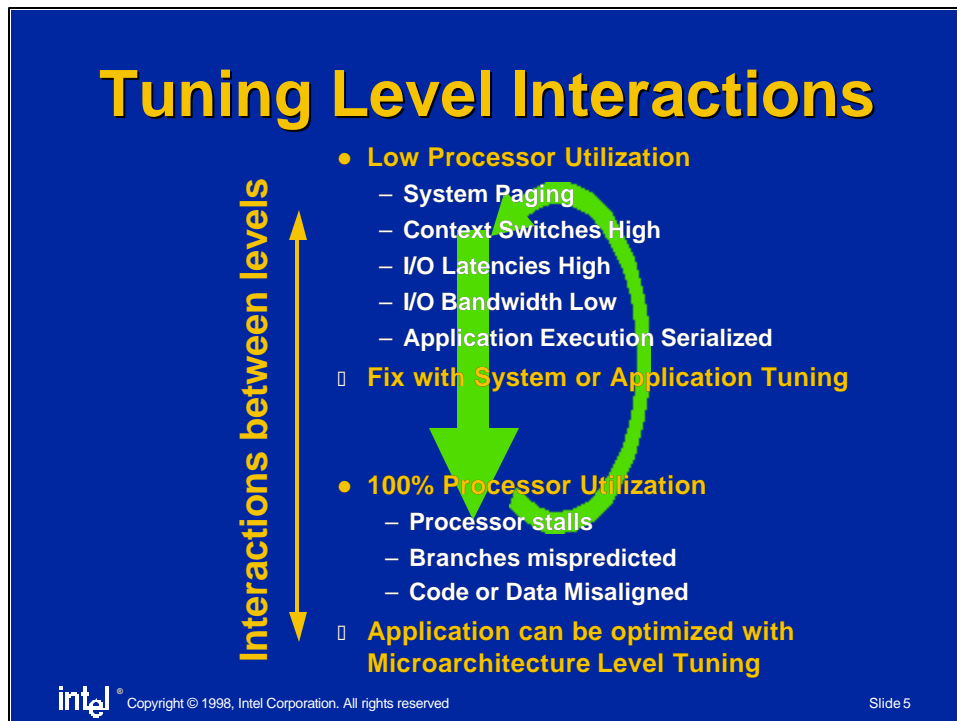 Tuning Level Interactions
Interactions between levels
● Low Processor Utilization
– System Paging
– Context Switches High
– I/O Latencies High
– I/O Bandwidth Low
– Application Execution Serialized
▯ Fix with System or Application Tuning
● 100% Processor Utilization
– Processor stalls
– Branches mispredicted
– Code or Data Misaligned
▯ Application can be optimized with
Microarchitecture Level Tuning
intel ® Copyright © 1998, Intel Corporation. All rights reserved
Slide 5